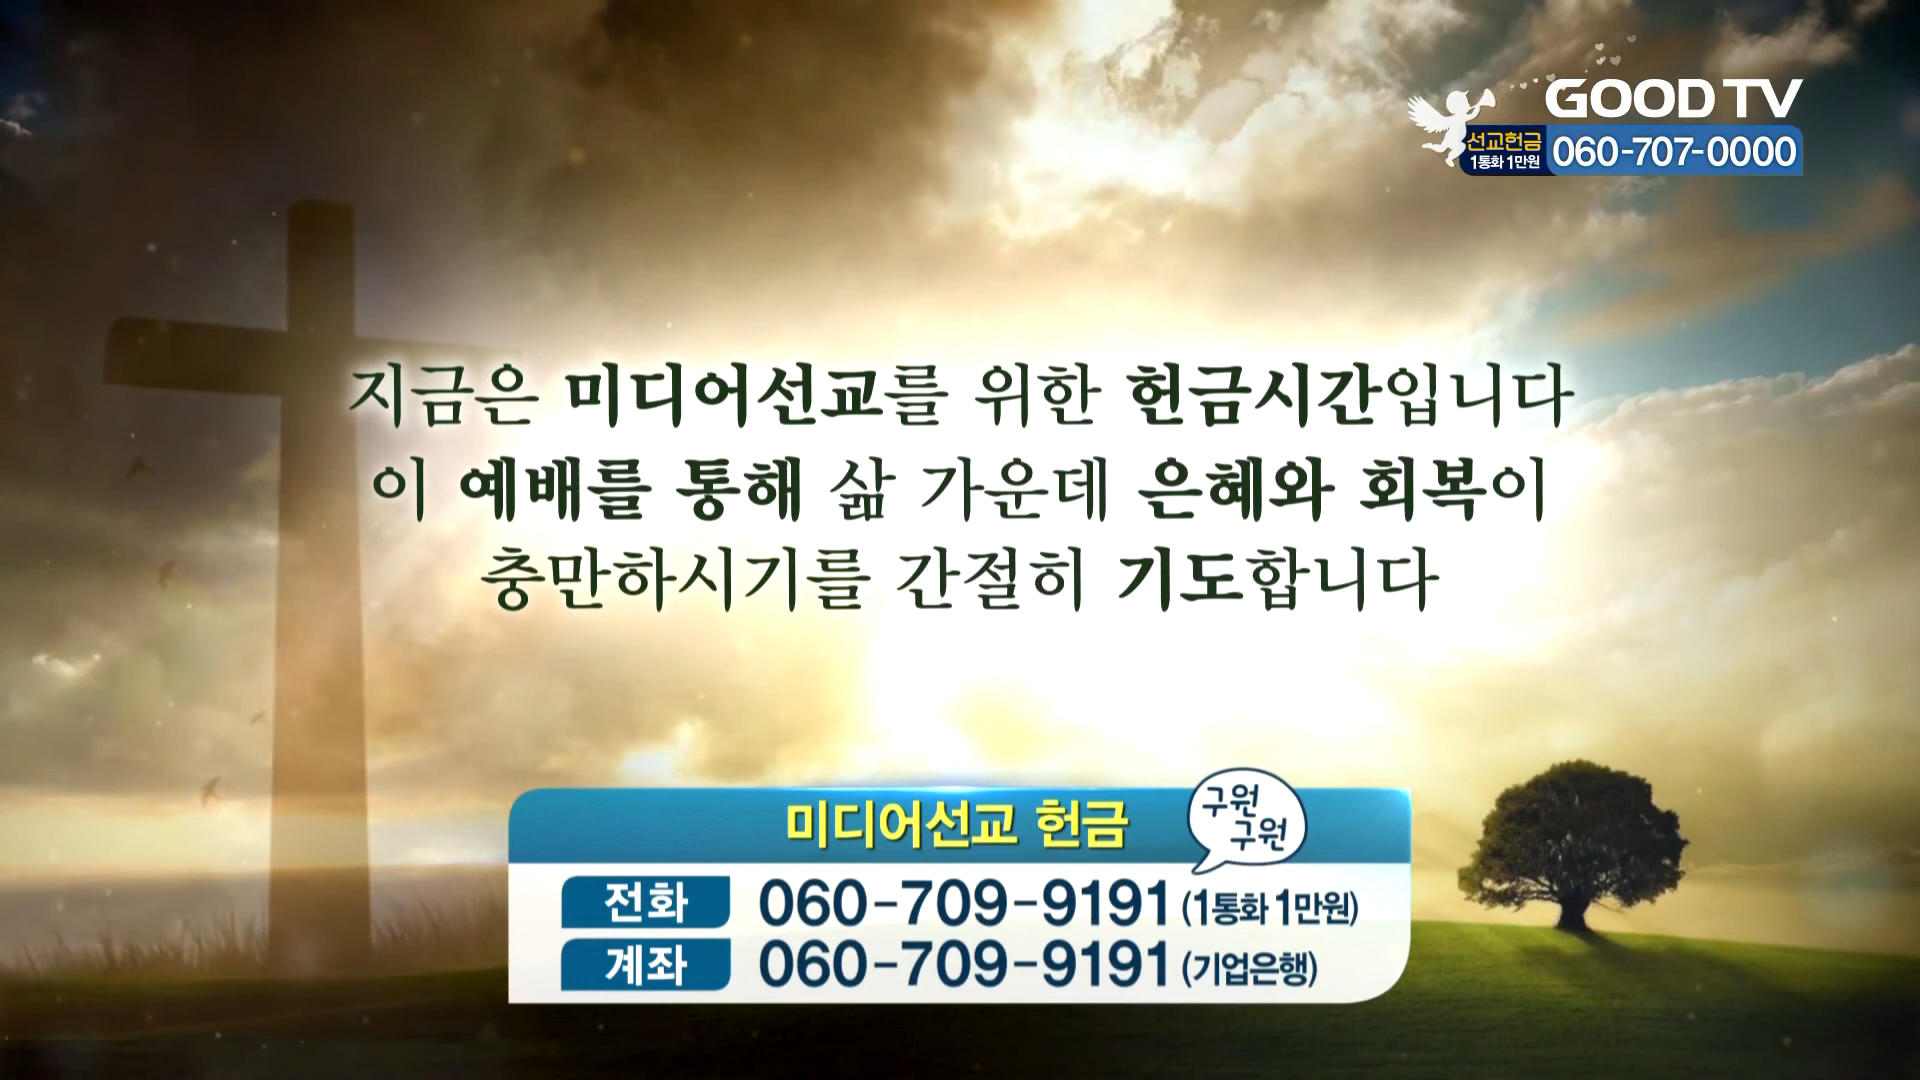 GOOD TV
선교헌금
1통화 1만원
060-707-0000
지금은 미디어선교를 위한 헌금시간입니다
이 예배를 통해 삶 가운데 은혜와 회복이
충만하시기를 간절히 기도합니다
미디어선교 헌금
구원
구원
전화 060-709-9191 (1통화 1만원)
계좌 060-709-9191 (기업은행)